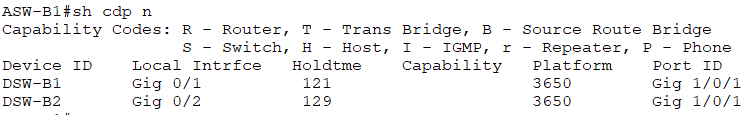 ASW-B1#sh cdp n
Capability Codes: R - Router, T - Trans Bridge, B - Source Route Bridge
S - Switch, H - Host, I - IGMP, r - Repeater, P - Phone
Device ID Local Intrfce Holdtme Capability Platform Port ID
DSW-B1 Gig 0/1 121 3650 Gig 1/0/1
DSW-B2 Gig 0/2 129 3650 Gig 1/0/1